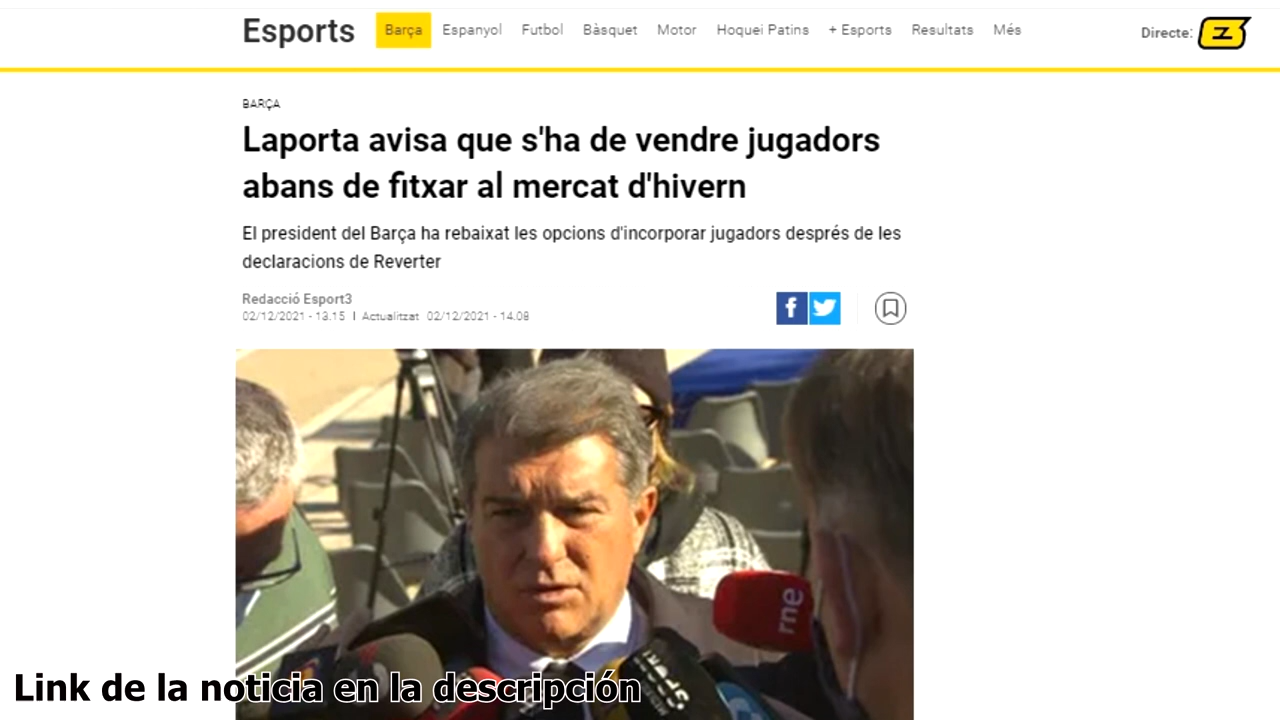 Esports Barça Espanyol Futbol Bàsquet Motor Hoquei Patins + Esports Resultats Més Directe:
BARÇA
Laporta avisa que s'ha de vendre jugadors
abans de fitxar al mercat d'hivern
El president del Barça ha rebaixat les opcions d'incorporar jugadors després de les
declaracions de Reverter
Redacció Esport3
02/12/2021 - 13.15 | Actualitzat 02/12/2021 - 14.08
rne
SPORT
Link de la noticia en la descripción